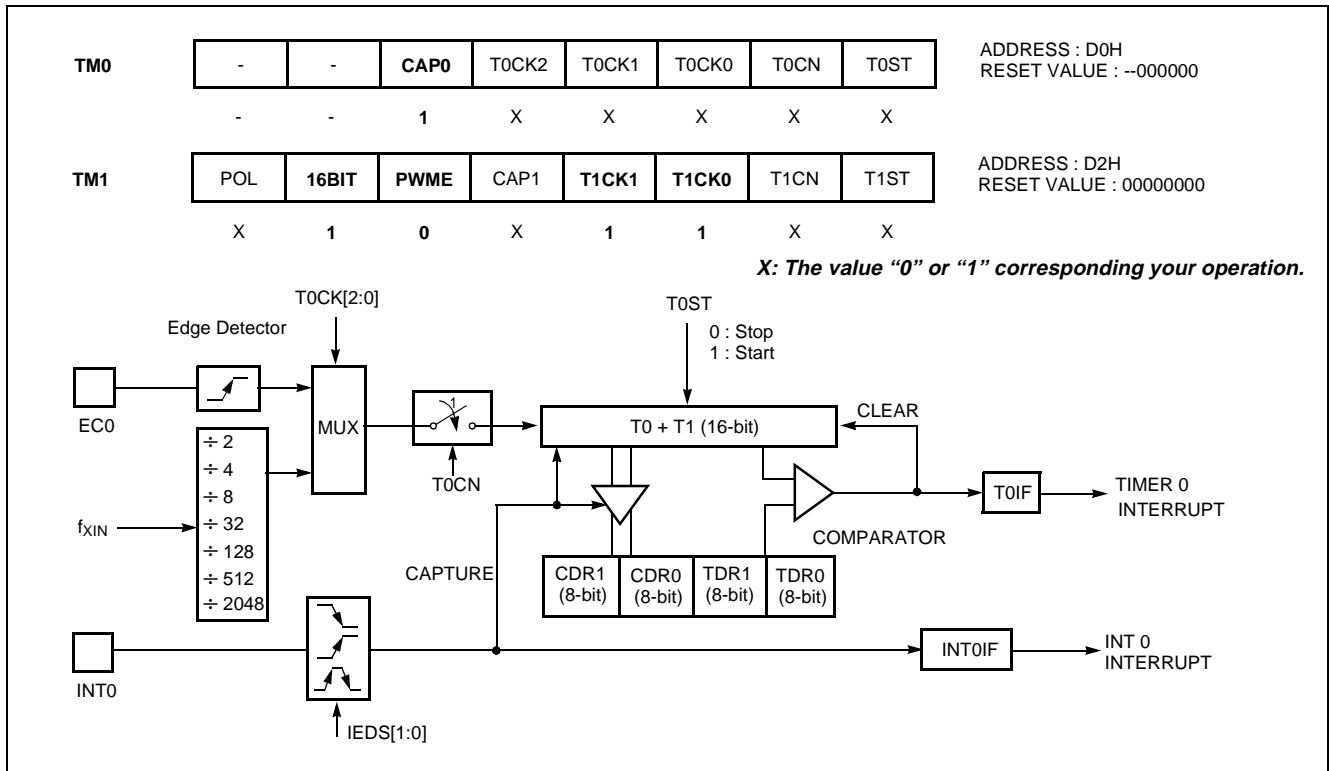 TM0 - - CAP0 T0CK2 T0CK1 T0CK0 T0CN T0ST
ADDRESS : D0H
RESET VALUE : --000000
- - 1 X X X X X
TM1 POL 16BIT PWME CAP1 T1CK1 T1CK0 T1CN T1ST
ADDRESS : D2H
RESET VALUE : 00000000
X 1 0 X 1 1 X X
X: The value “0” or “1” corresponding your operation.
T0CK[2:0]
Edge Detector
T0ST
0 : Stop
1 : Start
EC0
MUX
1
T0CN
T0 + T1 (16-bit)
CLEAR
÷ 2
÷ 4
÷ 8
÷ 32
÷ 128
÷ 512
÷ 2048
fXIN
COMPARATOR
T0IF
TIMER 0
INTERRUPT
CAPTURE
CDR1
(8-bit)
CDR0
(8-bit)
TDR1
(8-bit)
TDR0
(8-bit)
INT0
INT0IF
INT 0
INTERRUPT
IEDS[1:0]